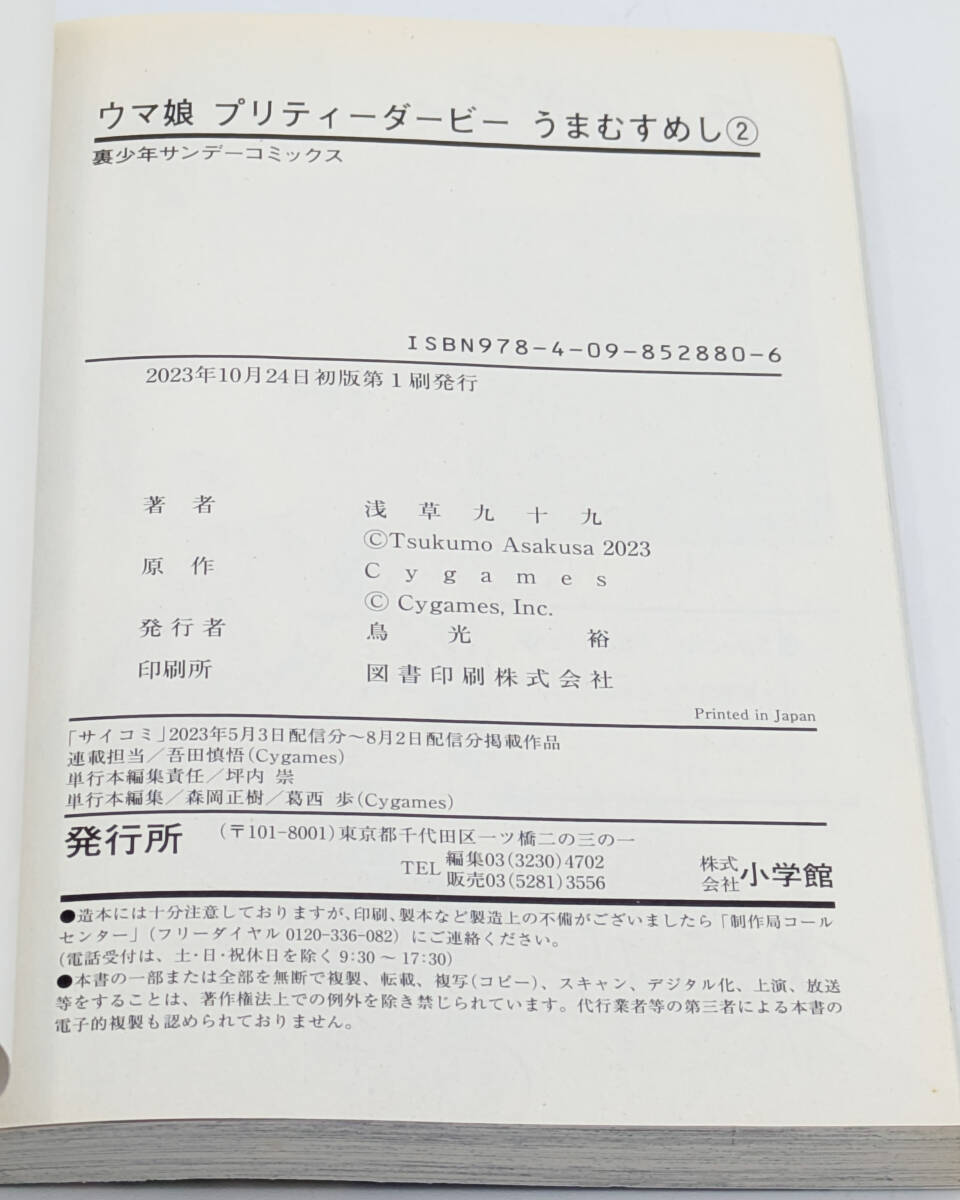 ウマ娘 プリティーダービー うまむすめし②
裏少年サンデーコミックス
ISBN978-4-09-852880-6
2023年10月24日初版第1刷発行
著者 浅草九十九
©Tsukumo Asakusa 2023
原作 Cygames
© Cygames, Inc.
発行者 鳥光 裕
印刷所 図書印刷株式会社
Printed in Japan
「サイコミ」2023年5月3日配信分～8月2日配信分掲載作品
連載担当／吾田慎悟(Cygames)
単行本編集責任／坪内 崇
単行本編集／森岡正樹／葛西 歩(Cygames)
発行所 (〒101-8001)東京都千代田区一ツ橋二の三の一
TEL 編集03(3230)4702
販売03(5281)3556
株式会社 小学館
●造本には十分注意しておりますが、印刷、製本など製造上の不備がございましたら「制作局コール
センター」(フリーダイヤル0120-336-082)にご連絡ください。
(電話受付は、土・日・祝休日を除く9:30～17:30)
●本書の一部または全部を無断で複製、転載、複写(コピー)、スキャン、デジタル化、上演、放送
等をすることは、著作権法上での例外を除き禁じられています。代行業者等の第三者による本書の
電子的複製も認められておりません。